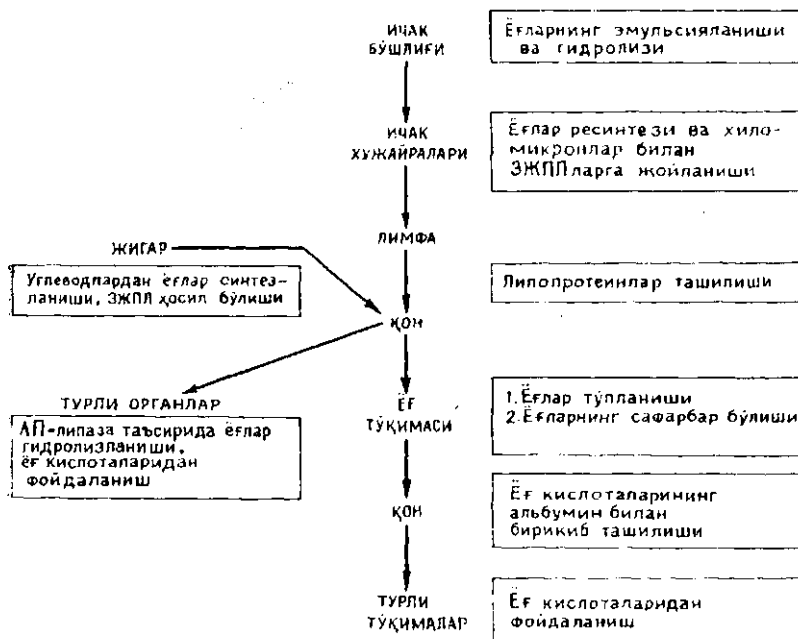 ИЧАК
БЎШЛИҒИ
Ёғларнинг эмульсияланиши
ва гидролизи
ИЧАК
ХУЖАЙРАЛАРИ
Ёғлар ресинтези ва хило-
микронлар билан
ЗЖПЛларга жойланиши
ЛИМФА
ЖИГАР
Углеводлардан ёғлар синтез-
ланиши, ЗЖПЛ ҳосил бўлиши
Липопротеинлар ташилиши
ҚОН
ТУРЛИ ОРГАНЛАР
АП-липаза таъсирида ёғлар
гидролизланиши,
ёғ кислоталаридан
фойдаланиш
ЁҒ
ТЎҚИМАСИ
1. Ёғлар тўпланиши
2. Ёғларнинг сафарбар бўлиши
ҚОН
Ёғ кислоталарининг
альбумин билан
бирикиб ташилиши
ТУРЛИ
ТЎҚИМАЛАР
Ёғ кислоталаридан
фойдаланиш